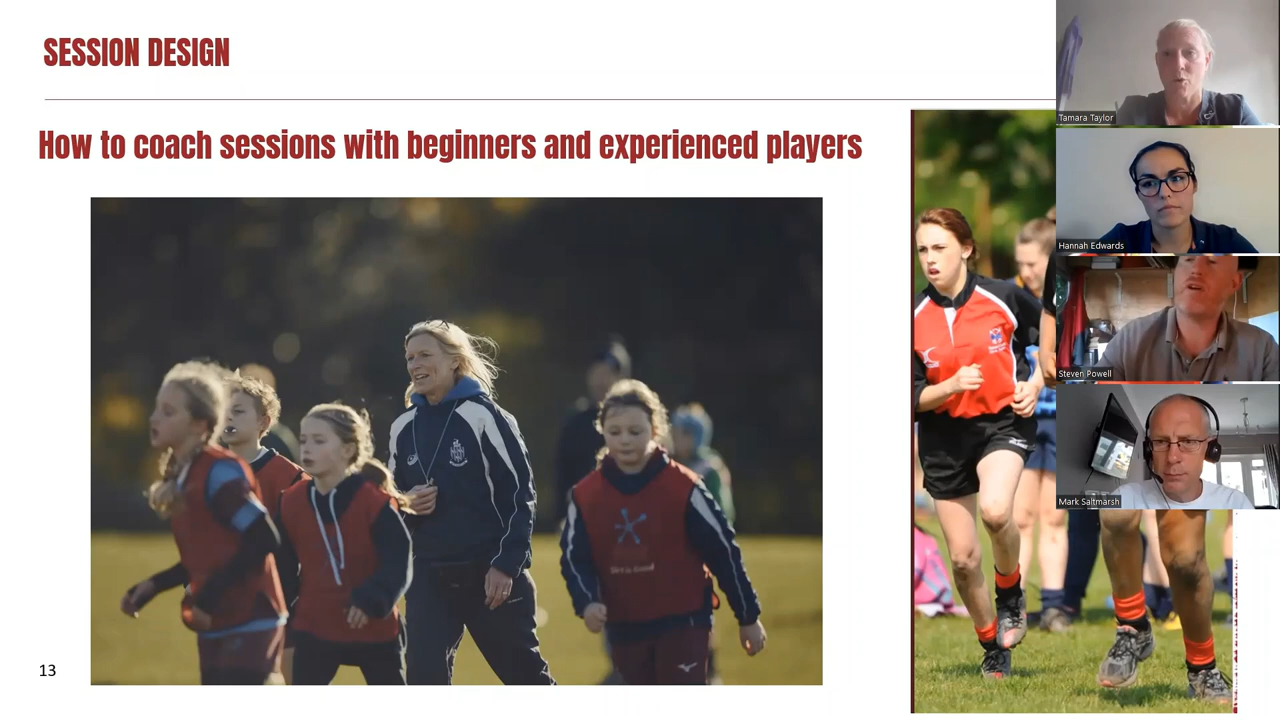 SESSION DESIGN
How to coach sessions with beginners and experienced players
13
Tamara Taylor
Hannah Edwards
Steven Powell
Mark Saltmarsh